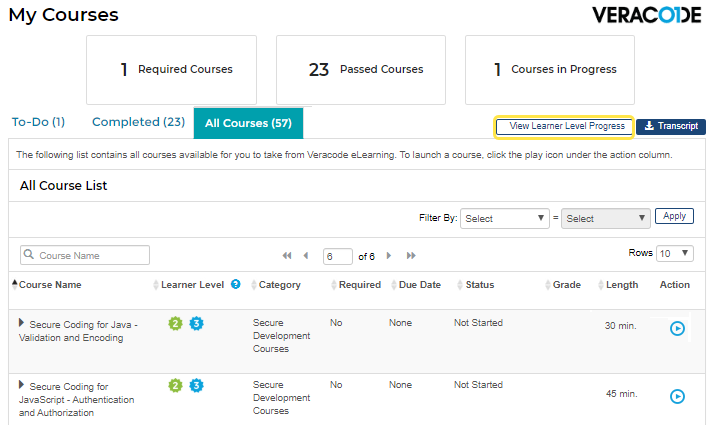 My Courses
VERACODE
1 Required Courses
23 Passed Courses
1 Courses in Progress
To-Do (1)
Completed (23)
All Courses (57)
View Learner Level Progress
Transcript
The following list contains all courses available for you to take from Veracode eLearning. To launch a course, click the play icon under the action column.
All Course List
Filter By: Select = Select Apply
Course Name
6 of 6
Rows 10
Course Name Learner Level ? Category Required Due Date Status Grade Length Action
Secure Coding for Java -
Validation and Encoding
2 3
Secure
Development
Courses
No
None
Not Started
30 min.
Secure Coding for
JavaScript - Authentication
and Authorization
2 3
Secure
Development
Courses
No
None
Not Started
45 min.